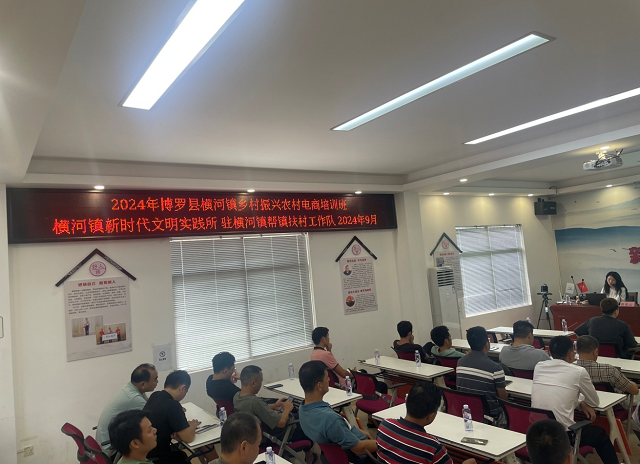 2024年博罗县横河镇乡村振兴农村电商培训班
横河镇新时代文明实践所 驻横河镇帮镇扶村工作队 2024年9月